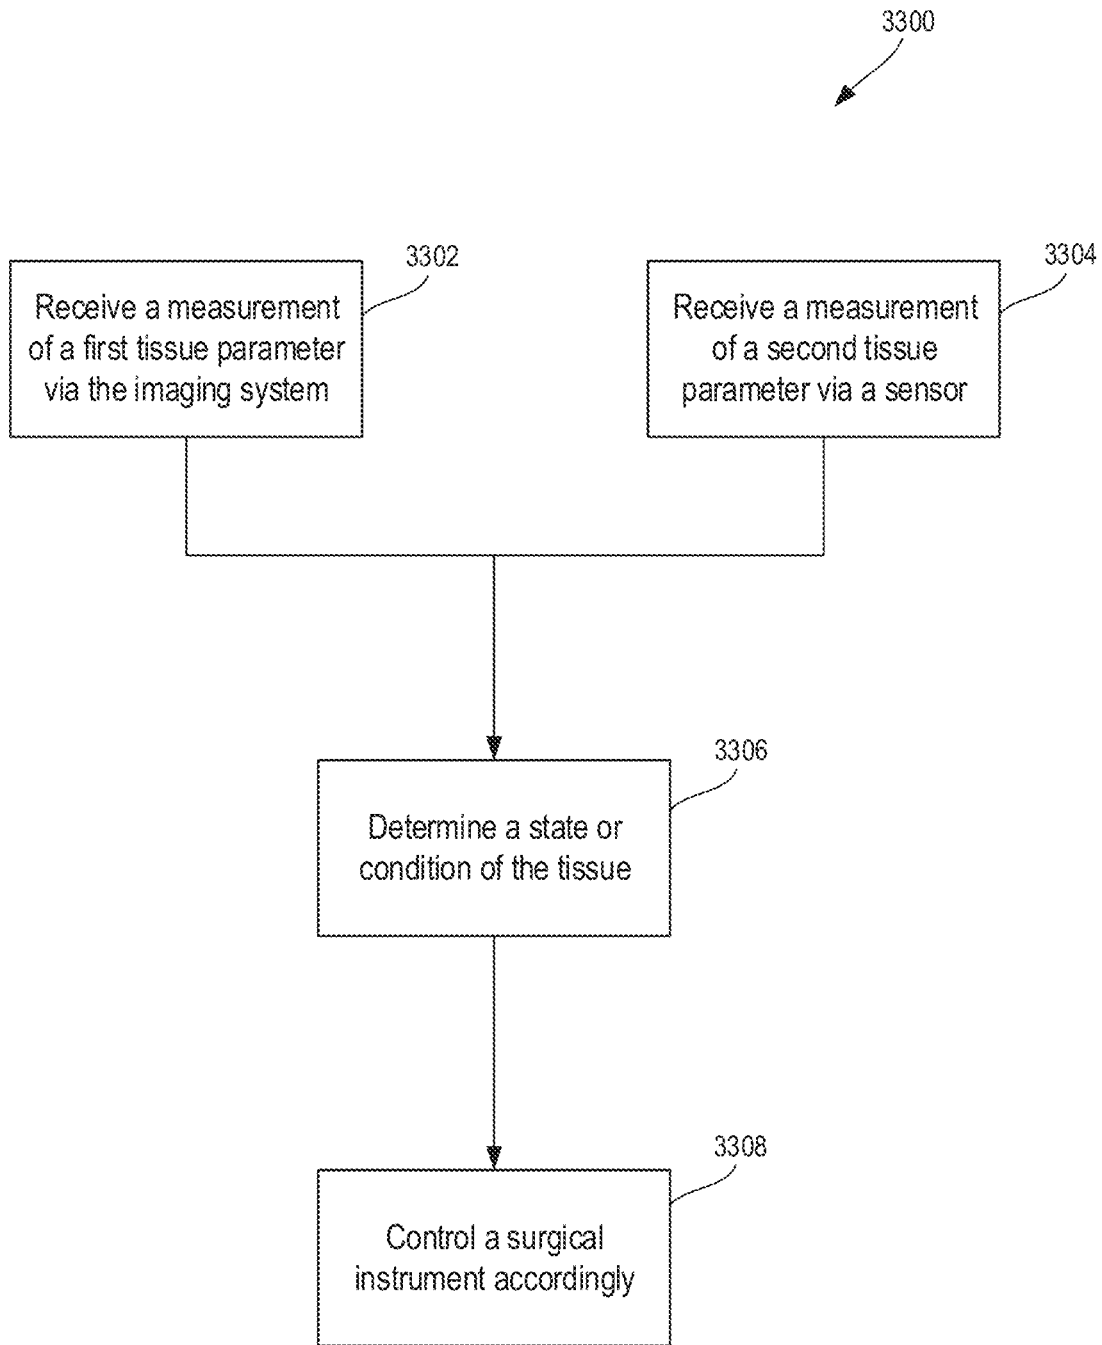 3300
3302
Receive a measurement
of a first tissue parameter
via the imaging system
3304
Receive a measurement
of a second tissue
parameter via a sensor
3306
Determine a state or
condition of the tissue
3308
Control a surgical
instrument accordingly